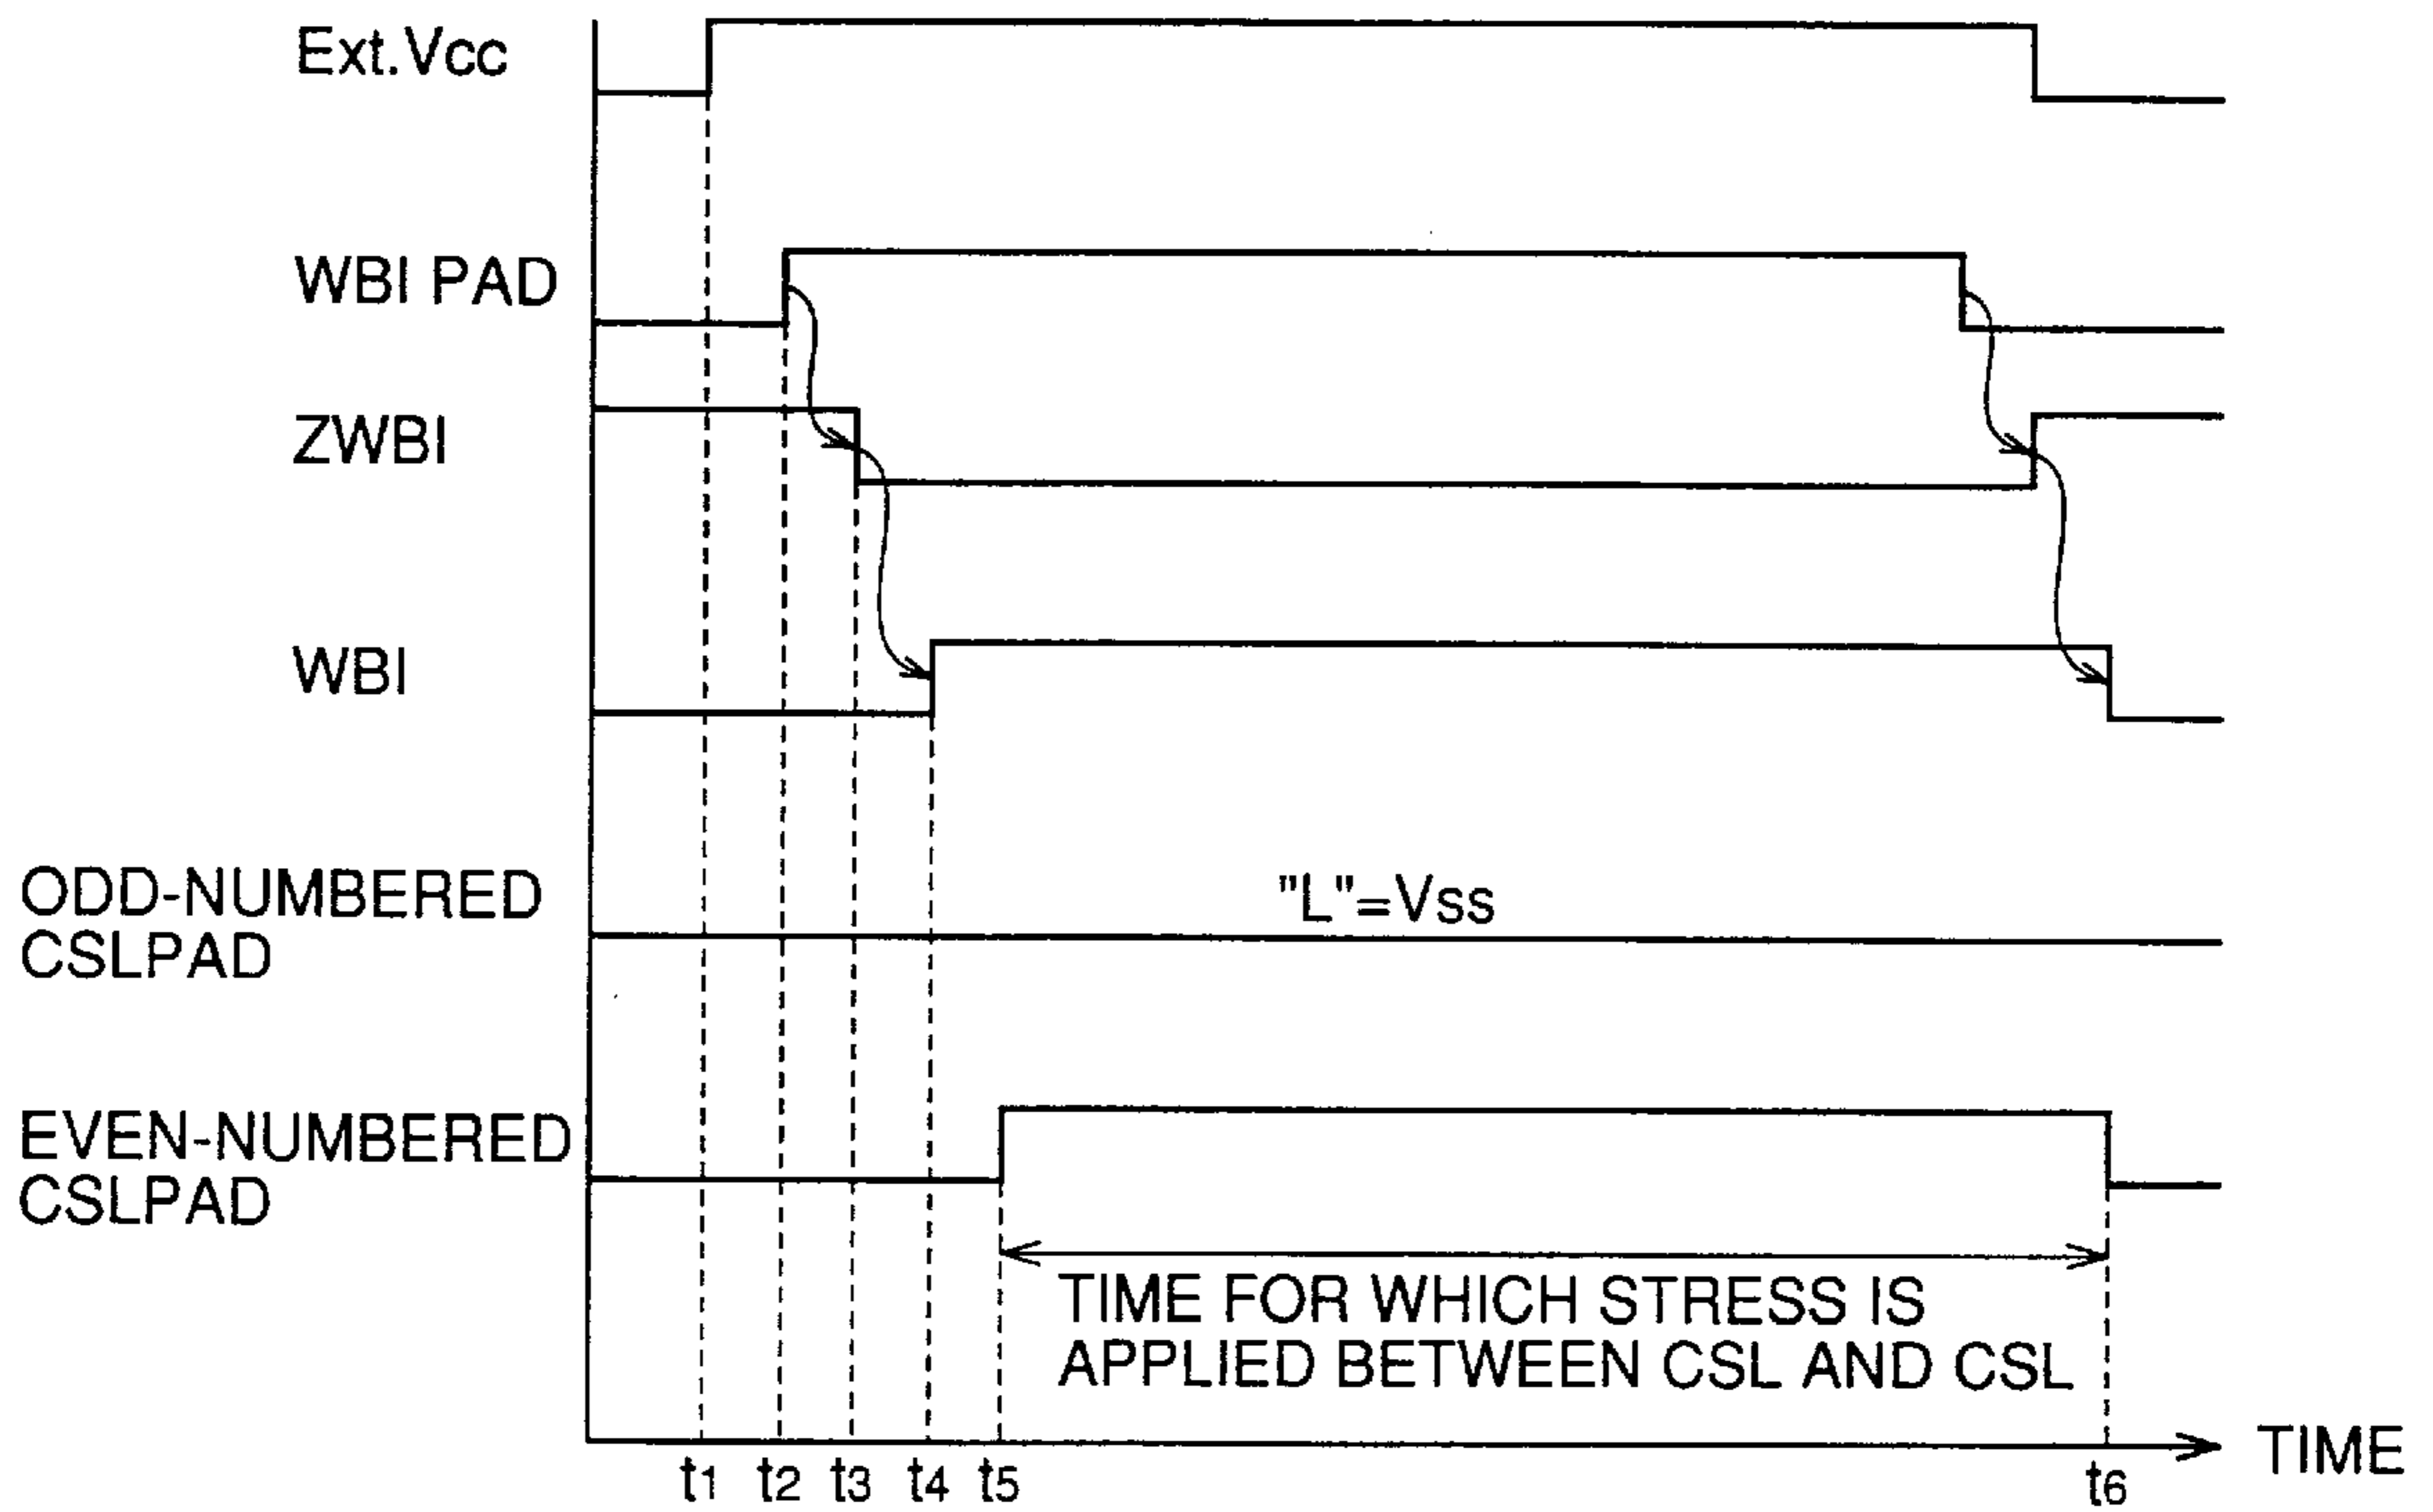 Ext.Vcc
WBI PAD
ZWBI
WBI
ODD-NUMBERED
CSLPAD
"L"=Vss
EVEN-NUMBERED
CSLPAD
TIME FOR WHICH STRESS IS
APPLIED BETWEEN CSL AND CSL
TIME
t1 t2 t3 t4 t5 t6